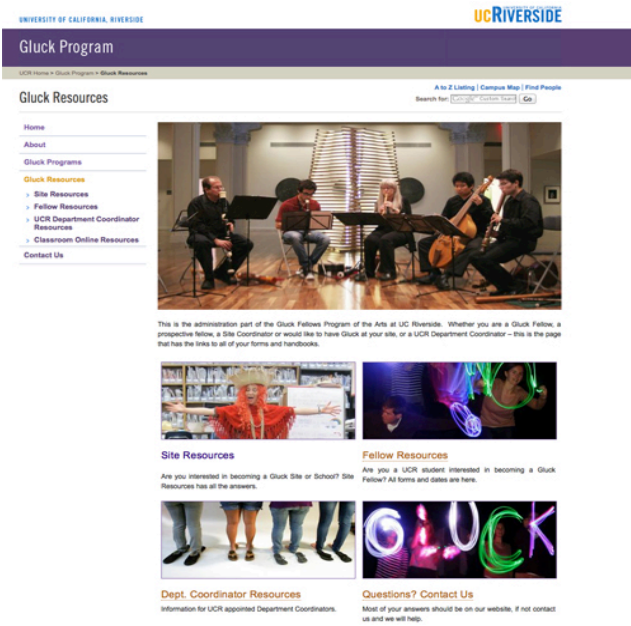 UNIVERSITY OF CALIFORNIA, RIVERSIDE
UCRIVERSIDE
Gluck Program
UCR Home > Gluck Program > Gluck Resources
A to Z Listing | Campus Map | Find People
Gluck Resources
Search for: Google Custom Search Go
Home
About
Gluck Programs
Gluck Resources
Site Resources
Fellow Resources
UCR Department Coordinator
Resources
Classroom Online Resources
Contact Us
This is the administration part of the Gluck Fellows Program of the Arts at UC Riverside. Whether you are a Gluck Fellow, a
prospective fellow, a Site Coordinator or would like to have Gluck at your site, or a UCR Department Coordinator – this is the page
that has the links to all of your forms and handbooks.
Site Resources
Are you interested in becoming a Gluck Site or School? Site
Resources has all the answers.
Fellow Resources
Are you a UCR student interested in becoming a Gluck
Fellow? All forms and dates are here.
GLUCK
Dept. Coordinator Resources
Information for UCR appointed Department Coordinators.
Questions? Contact Us
Most of your answers should be on our website, if not contact
us and we will help.